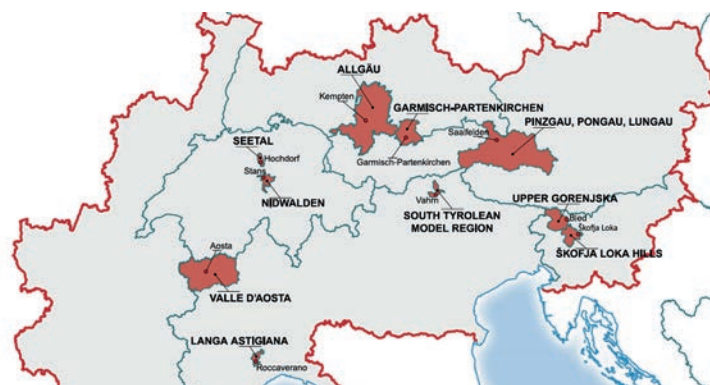 ALLGÄU
Kempten
GARMISCH-PARTENKIRCHEN
PINZGAU, PONGAU, LUNGAU
Saalfelden
Garmisch-Partenkirchen
SEETAL
Hochdorf
Stans
NIDWALDEN
Vahrn
SOUTH TYROLEAN
MODEL REGION
UPPER GORENJSKA
Bled
Škofja Loka
ŠKOFJA LOKA HILLS
Aosta
VALLE D'AOSTA
LANGA ASTIGIANA
Roccaverano